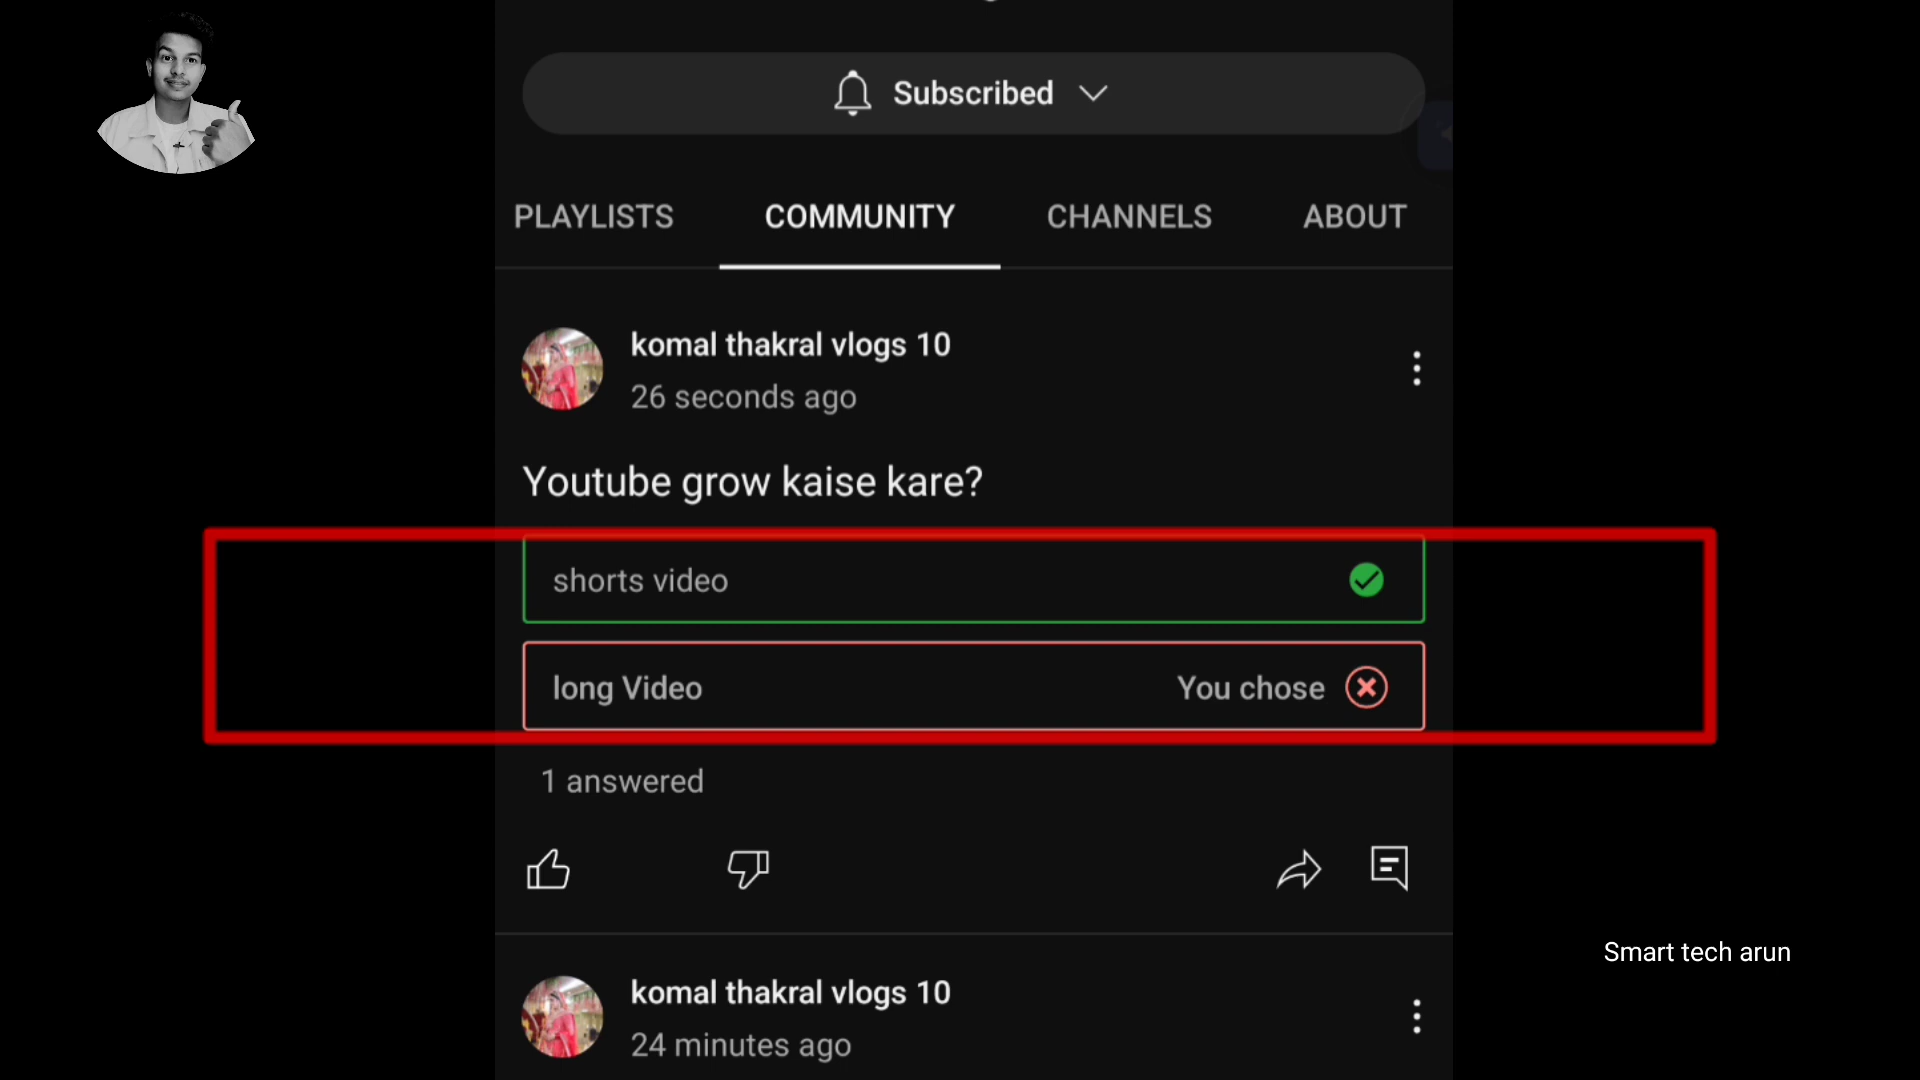 Subscribed
PLAYLISTS COMMUNITY CHANNELS ABOUT
komal thakral vlogs 10
26 seconds ago
Youtube grow kaise kare?
shorts video
long Video You chose
1 answered
Smart tech arun
komal thakral vlogs 10
24 minutes ago